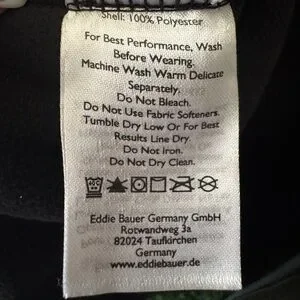 Shell: 100% Polyester
For Best Performance, Wash
Before Wearing.
Machine Wash Warm Delicate
Separately.
Do Not Bleach.
Do Not Use Fabric Softeners.
Tumble Dry Low Or For Best
Results Line Dry.
Do Not Iron.
Do Not Dry Clean.
Eddie Bauer Germany GmbH
Rotwandweg 3a
82024 Taufkirchen
Germany
www.eddiebauer.de